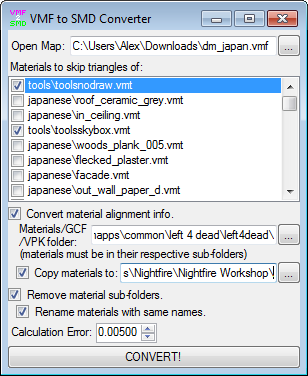 VMF to SMD
VMF to SMD Converter
Open Map: C:\Users\Alex\Downloads\dm_japan.vmf ...
Materials to skip triangles of:
tools\toolsnodraw.vmt
japanese\roof_ceramic_grey.vmt
japanese\in_ceiling.vmt
tools\toolsskybox.vmt
japanese\woods_plank_005.vmt
japanese\flecked_plaster.vmt
japanese\facade.vmt
japanese\out_wall_paper_d.vmt
Convert material alignment info.
Materials/GCF
/VPK folder: mapps\common\left 4 dead\left4dead\ ...
(materials must be in their respective sub-folders)
Copy materials to: s\Nightfire\Nightfire Workshop\ ...
Remove material sub-folders.
Rename materials with same names.
Calculation Error: 0.00500
CONVERT!